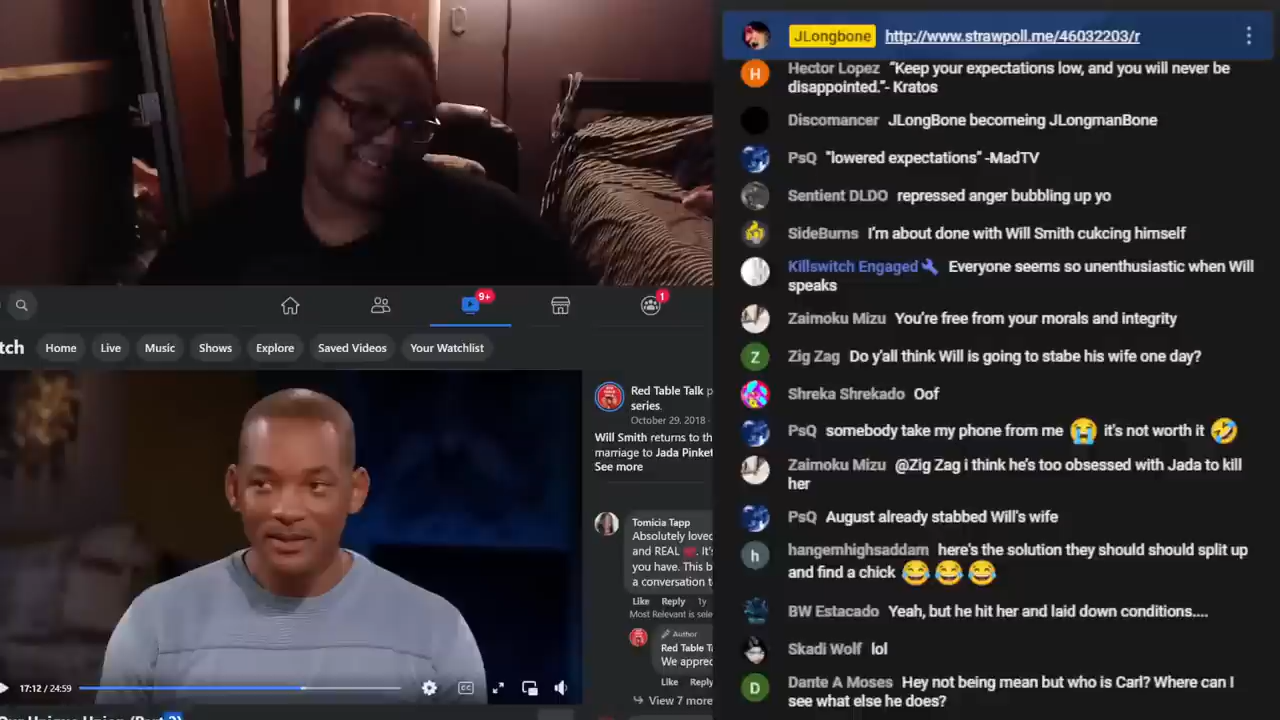 JLongbone http://www.strawpoll.me/46032203/r
Hector Lopez “Keep your expectations low, and you will never be
disappointed.”- Kratos
Discomancer JLongBone becomeing JLongmanBone
PsQ "lowered expectations" -MadTV
Sentient DLDO repressed anger bubbling up yo
SideBurns I’m about done with Will Smith cukcing himself
Killswitch Engaged Everyone seems so unenthusiastic when Will
speaks
Zaimoku Mizu You’re free from your morals and integrity
Z Zig Zag Do y’all think Will is going to stabe his wife one day?
Shreka Shrekado Oof
PsQ somebody take my phone from me 😭 it’s not worth it 🤣
Zaimoku Mizu @Zig Zag i think he’s too obsessed with Jada to kill
her
PsQ August already stabbed Will’s wife
h hangemhighsaddam here’s the solution they should should split up
and find a chick 😂 😂 😂
BW Estacado Yeah, but he hit her and laid down conditions....
Skadi Wolf lol
D Dante A Moses Hey not being mean but who is Carl? Where can I
see what else he does?
9+
1
tch Home Live Music Shows Explore Saved Videos Your Watchlist
Red Table Talk p
series.
October 29, 2018 ·
Will Smith returns to th
marriage to Jada Pinket
See more
Tomicia Tapp
Absolutely loved
and REAL ❤️. It's
you have. This b
a conversation t
Like Reply 1y
Most Relevant is sele
Author
Red Table T
We apprec
Like Reply
View 7 more
17:12 / 24:59
CC